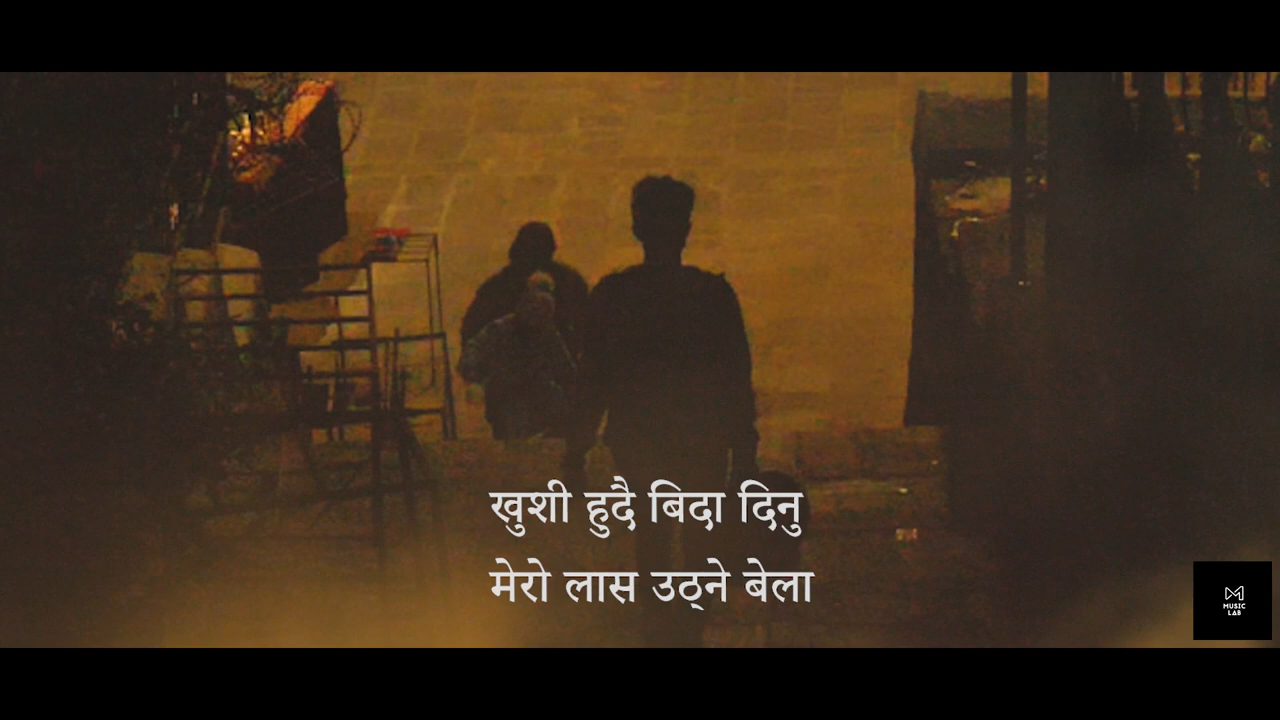 खुशी हुदै बिदा दिनु
मेरो लास उठ्ने बेला
MUSIC
LAB